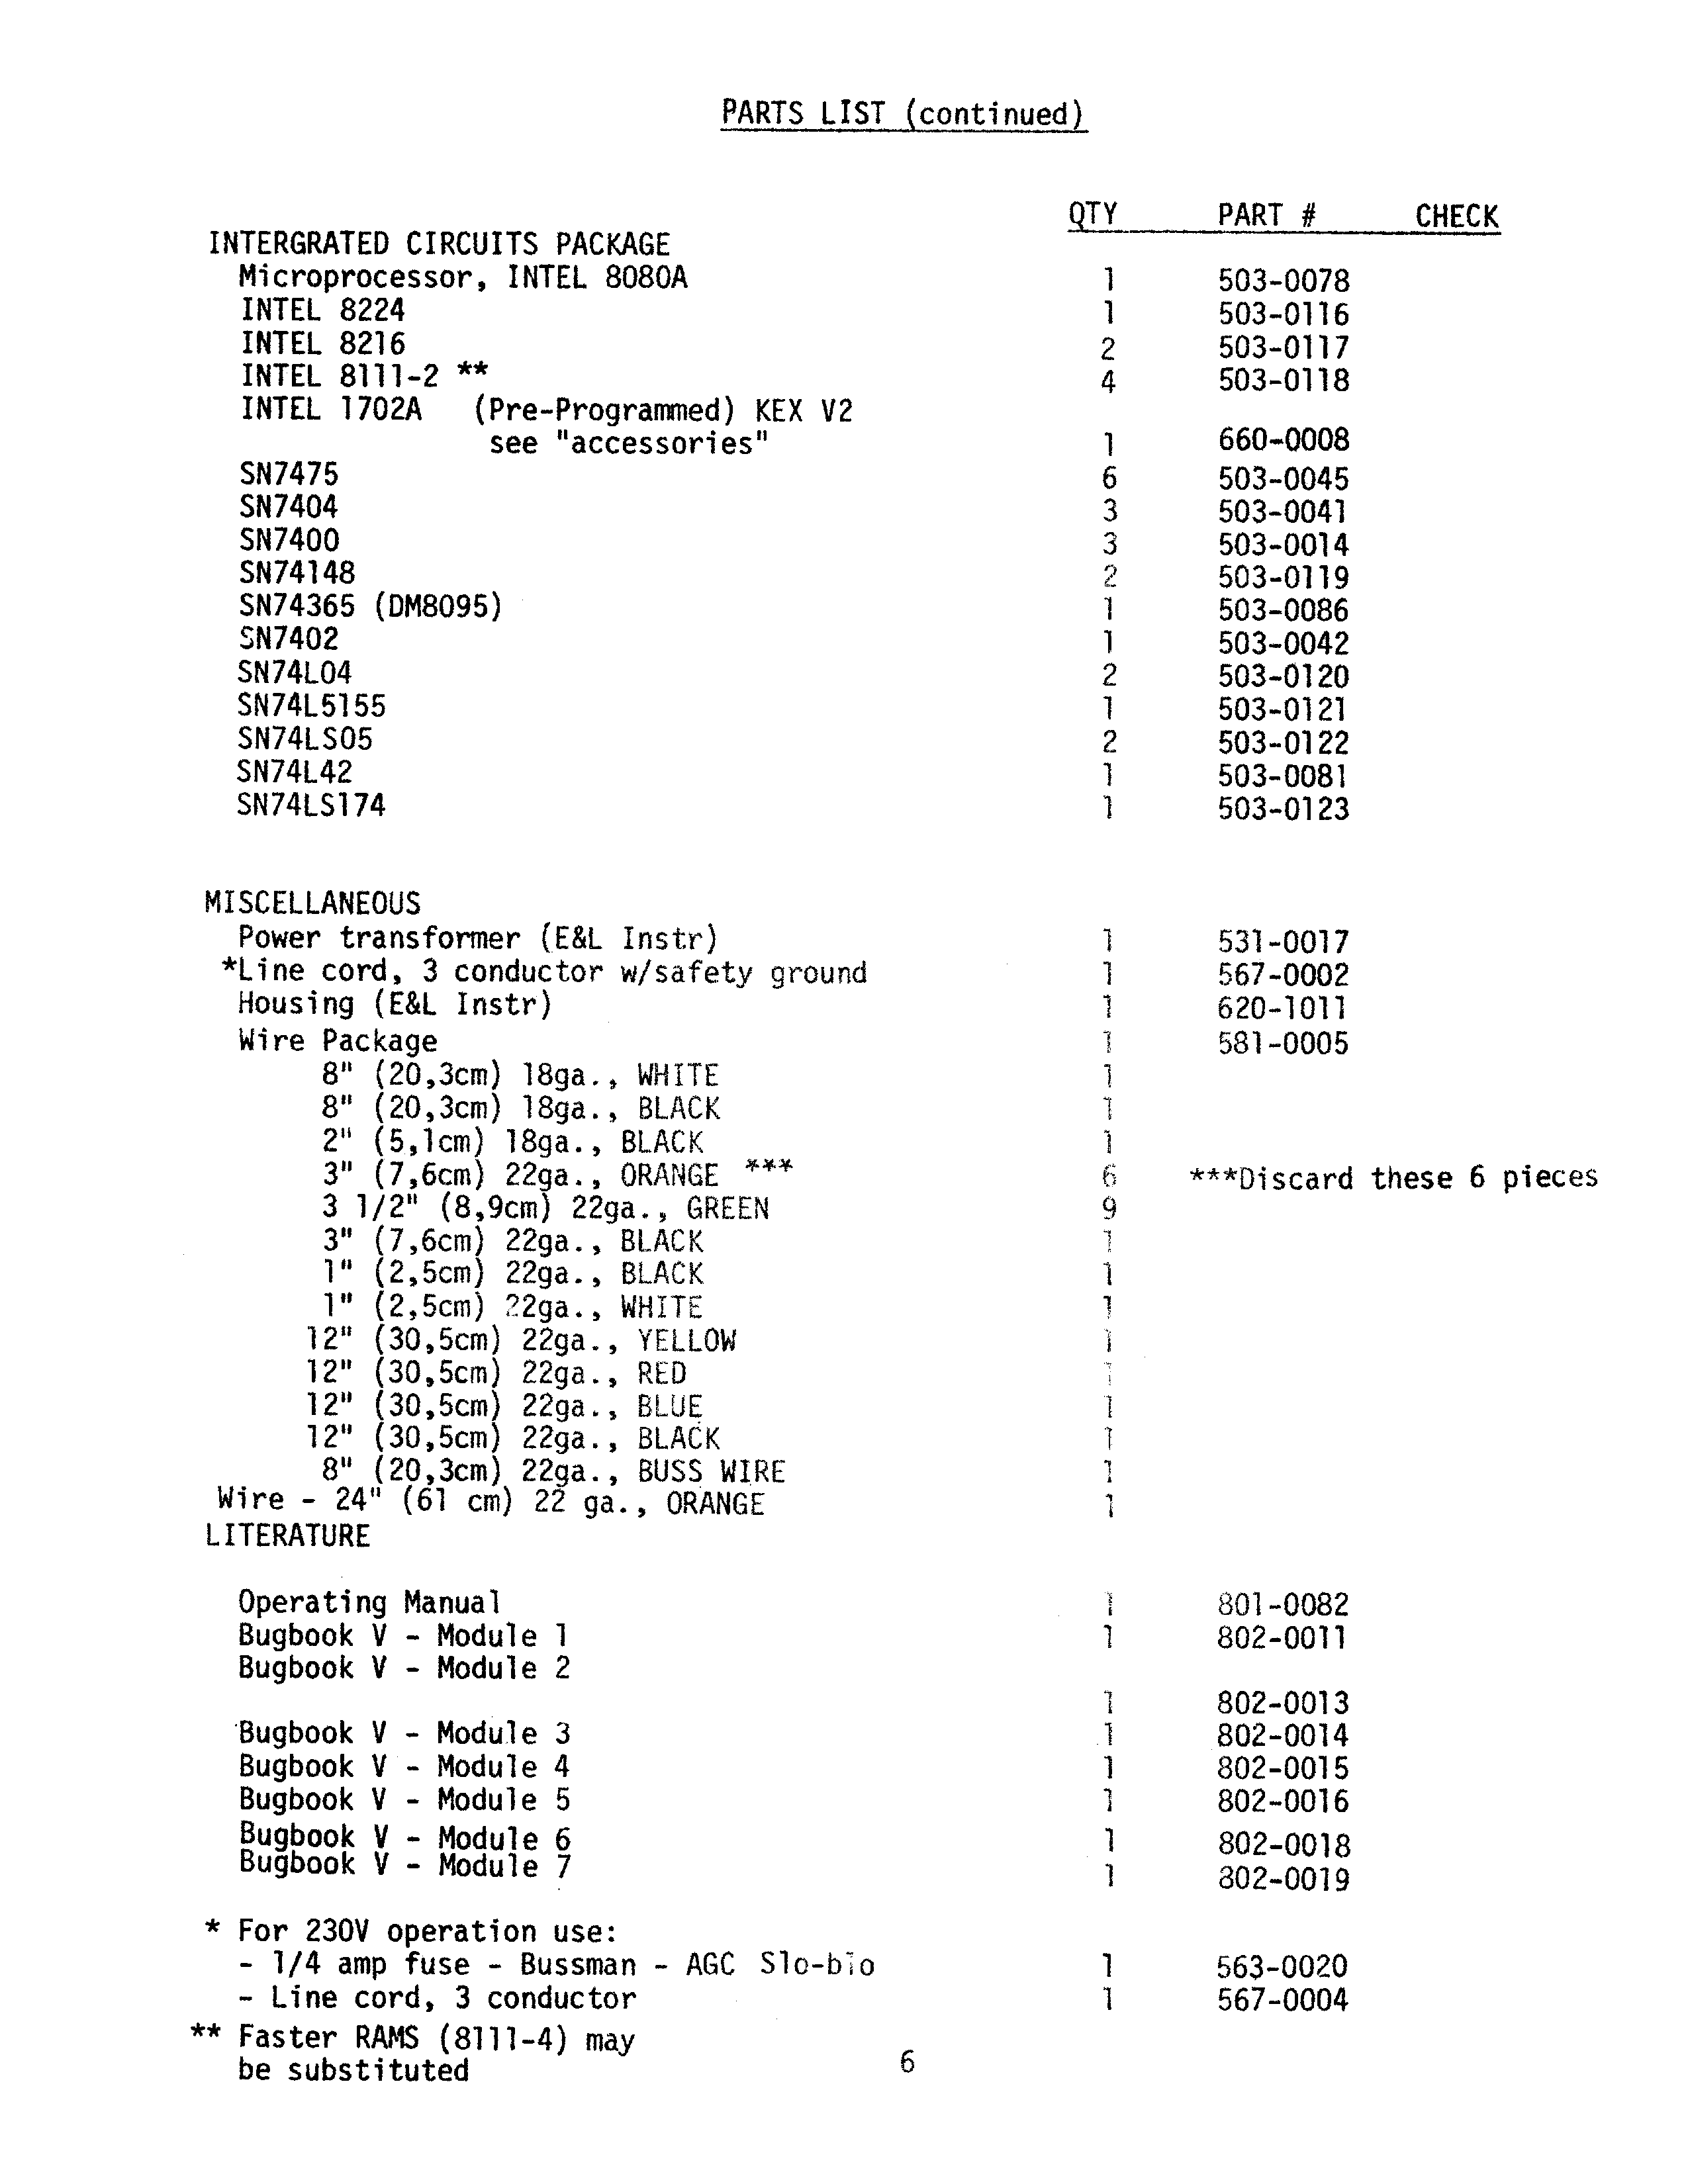 PARTS LIST (continued)
QTY PART # CHECK
INTERGRATED CIRCUITS PACKAGE
Microprocessor, INTEL 8080A 1 503-0078
INTEL 8224 1 503-0116
INTEL 8216 2 503-0117
INTEL 8111-2 ** 4 503-0118
INTEL 1702A (Pre-Programmed) KEX V2
see "accessories" 1 660-0008
SN7475 6 503-0045
SN7404 3 503-0041
SN7400 3 503-0014
SN74148 2 503-0119
SN74365 (DM8095) 1 503-0086
SN7402 1 503-0042
SN74L04 2 503-0120
SN74L5155 1 503-0121
SN74LS05 2 503-0122
SN74L42 1 503-0081
SN74LS174 1 503-0123
MISCELLANEOUS
Power transformer (E&L Instr) 1 531-0017
*Line cord, 3 conductor w/safety ground 1 567-0002
Housing (E&L Instr) 1 620-1011
Wire Package 1 581-0005
8" (20,3cm) 18ga., WHITE 1
8" (20,3cm) 18ga., BLACK 1
2" (5,1cm) 18ga., BLACK 1
3" (7,6cm) 22ga., ORANGE *** 6 ***Discard these 6 pieces
3 1/2" (8,9cm) 22ga., GREEN 9
3" (7,6cm) 22ga., BLACK 1
1" (2,5cm) 22ga., BLACK 1
1" (2,5cm) 22ga., WHITE 1
12" (30,5cm) 22ga., YELLOW 1
12" (30,5cm) 22ga., RED 1
12" (30,5cm) 22ga., BLUE 1
12" (30,5cm) 22ga., BLACK 1
8" (20,3cm) 22ga., BUSS WIRE 1
Wire - 24" (61 cm) 22 ga., ORANGE 1
LITERATURE
Operating Manual 1 801-0082
Bugbook V - Module 1 1 802-0011
Bugbook V - Module 2
1 802-0013
Bugbook V - Module 3 1 802-0014
Bugbook V - Module 4 1 802-0015
Bugbook V - Module 5 1 802-0016
Bugbook V - Module 6 1 802-0018
Bugbook V - Module 7 1 802-0019
* For 230V operation use:
- 1/4 amp fuse - Bussman - AGC Slo-blo 1 563-0020
- Line cord, 3 conductor 1 567-0004
** Faster RAMS (8111-4) may
be substituted
6